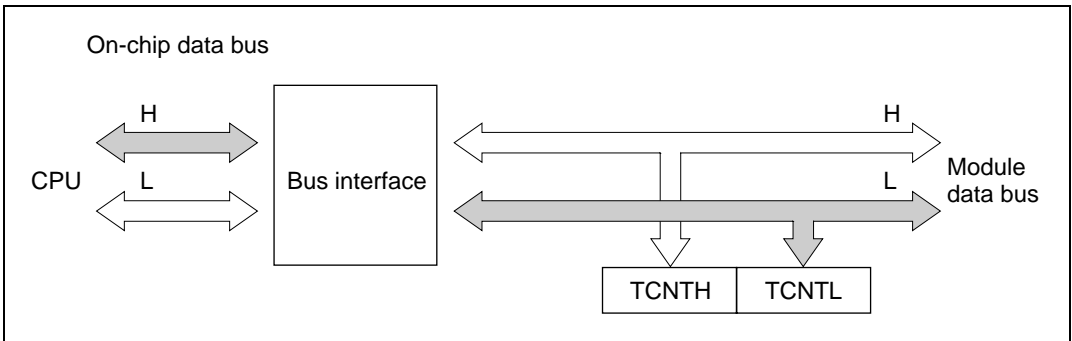 On-chip data bus
H
H
CPU
L
Bus interface
L
Module
data bus
TCNTH
TCNTL